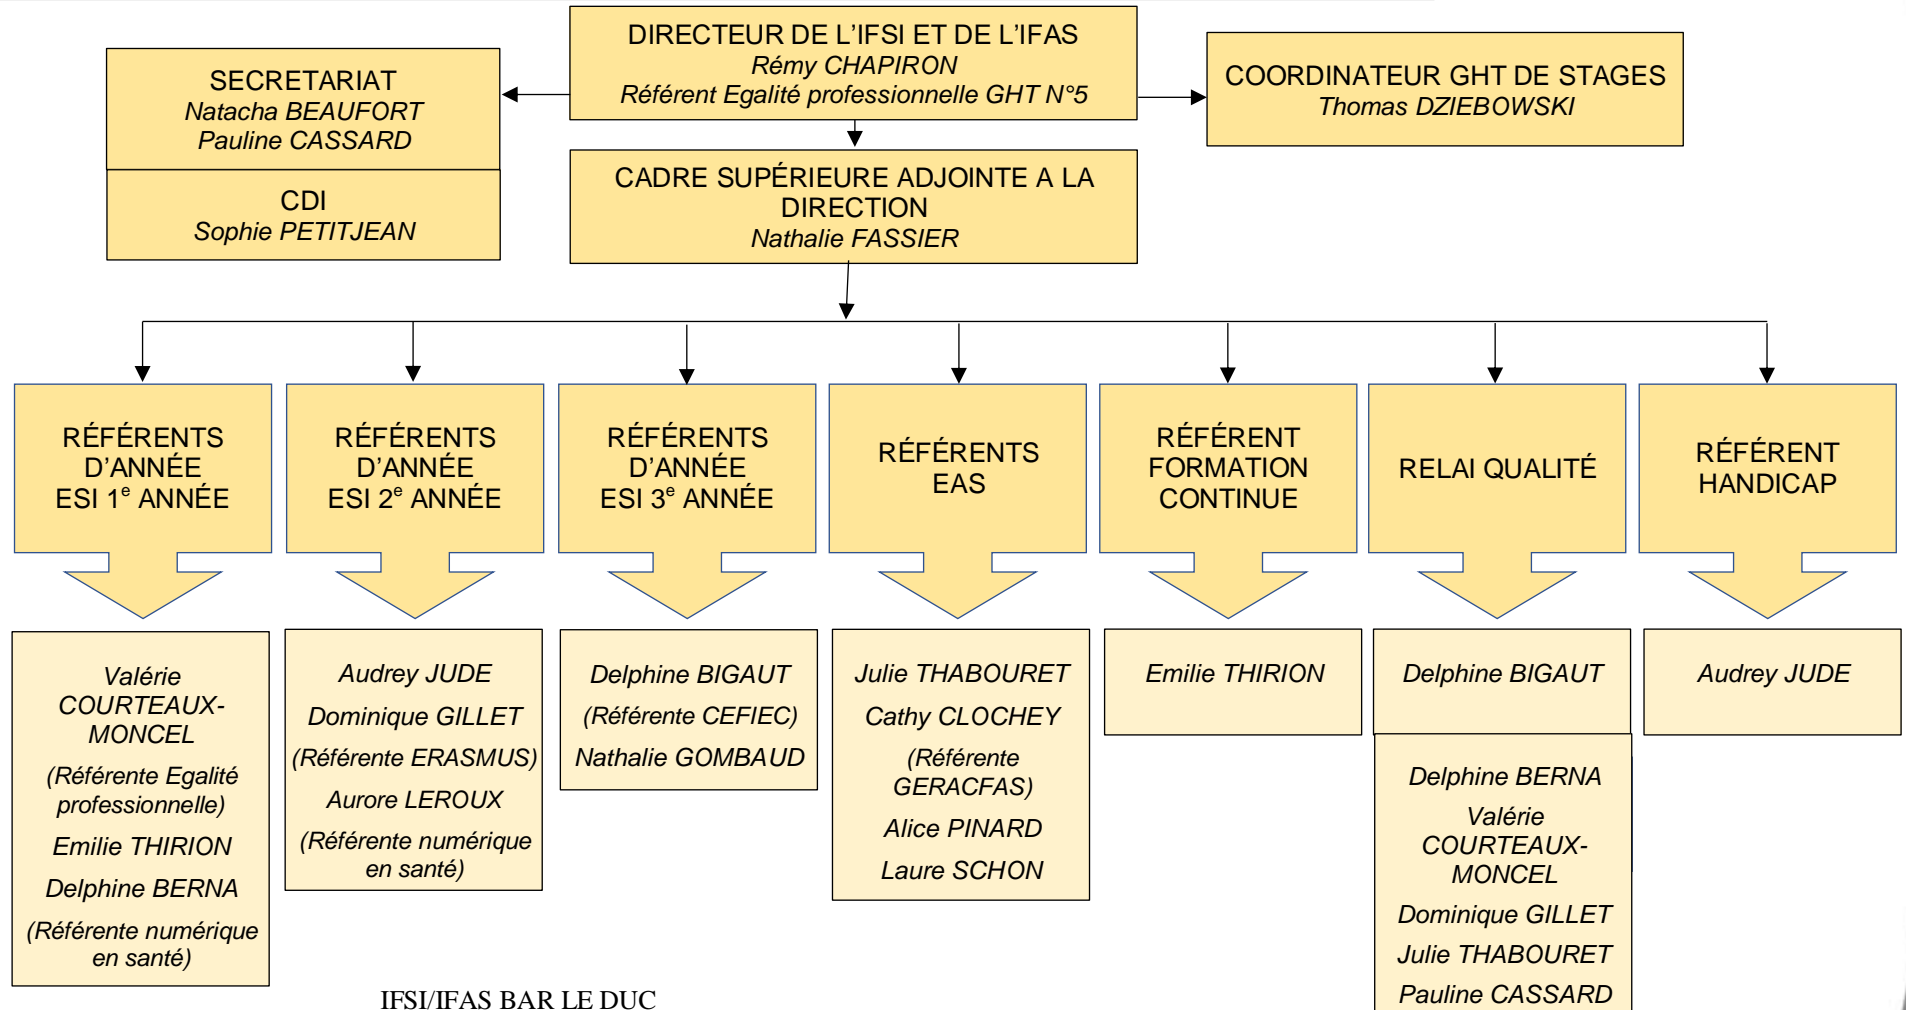 DIRECTEUR DE L'IFSI ET DE L'IFAS
Rémy CHAPIRON
Référent Egalité professionnelle GHT N°5
SECRETARIAT
Natacha BEAUFORT
Pauline CASSARD
CDI
Sophie PETITJEAN
COORDINATEUR GHT DE STAGES
Thomas DZIEBOWSKI
CADRE SUPÉRIEURE ADJOINTE A LA
DIRECTION
Nathalie FASSIER
RÉFÉRENTS
D'ANNÉE
ESI 1e ANNÉE
RÉFÉRENTS
D'ANNÉE
ESI 2e ANNÉE
RÉFÉRENTS
D'ANNÉE
ESI 3e ANNÉE
RÉFÉRENTS
EAS
RÉFÉRENT
FORMATION
CONTINUE
RELAI QUALITÉ
RÉFÉRENT
HANDICAP
Valérie
COURTEAUX-
MONCEL
(Référente Egalité
professionnelle)
Emilie THIRION
Delphine BERNA
(Référente numérique
en santé)
Audrey JUDE
Dominique GILLET
(Référente ERASMUS)
Aurore LEROUX
(Référente numérique
en santé)
Delphine BIGAUT
(Référente CEFIEC)
Nathalie GOMBAUD
Julie THABOURET
Cathy CLOCHEY
(Référente
GERACFAS)
Alice PINARD
Laure SCHON
Emilie THIRION
Delphine BIGAUT
Delphine BERNA
Valérie
COURTEAUX-
MONCEL
Dominique GILLET
Julie THABOURET
Pauline CASSARD
Audrey JUDE
IFSI/IFAS BAR LE DUC